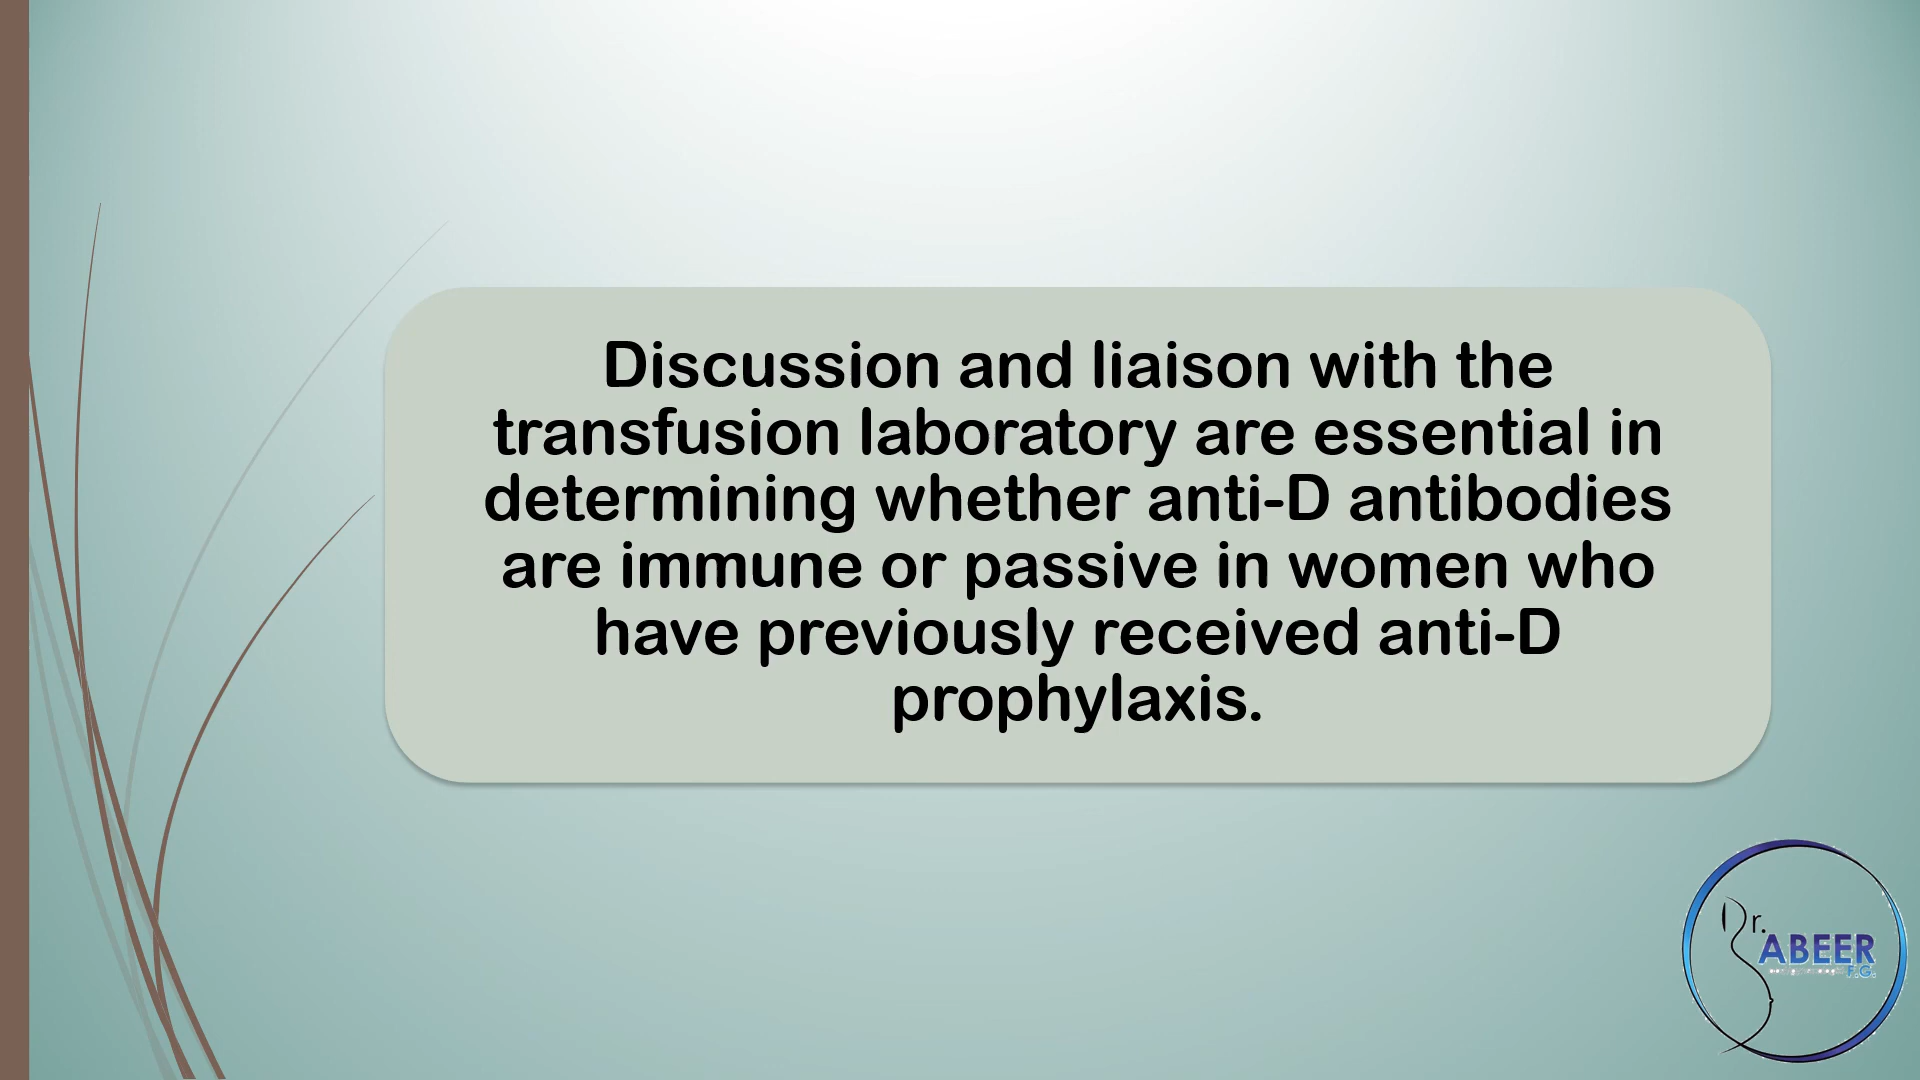 Discussion and liaison with the
transfusion laboratory are essential in
determining whether anti-D antibodies
are immune or passive in women who
have previously received anti-D
prophylaxis.
Dr.
ABEER
F.G.